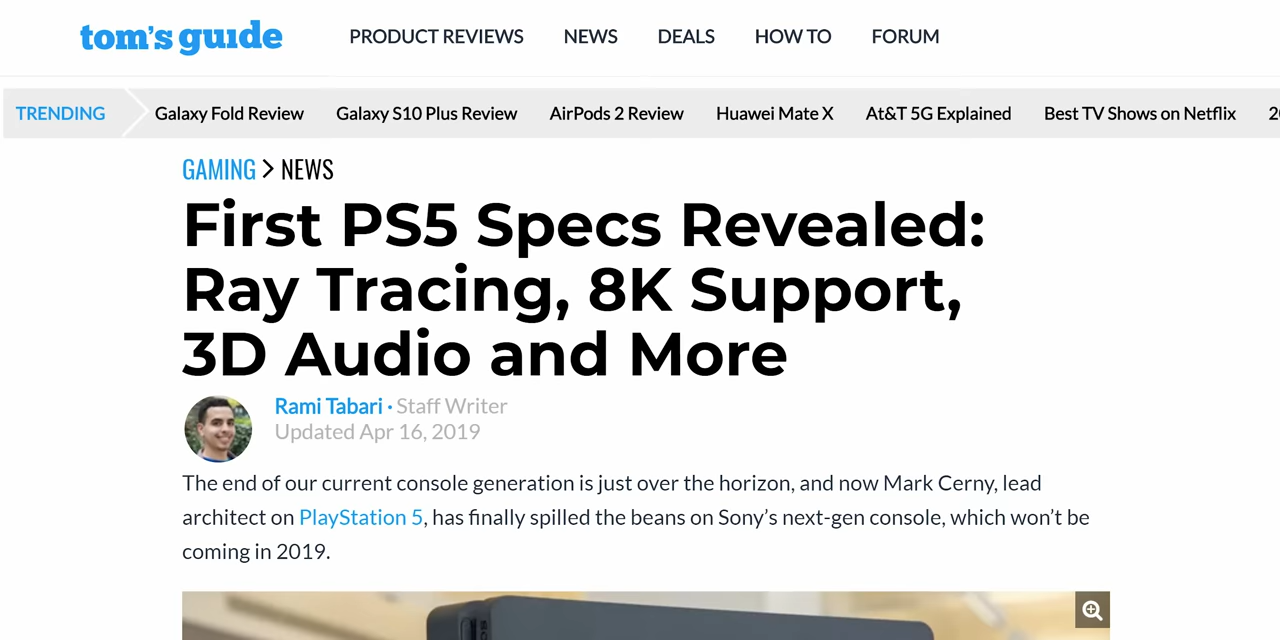 tom's guide
PRODUCT REVIEWS NEWS DEALS HOW TO FORUM
TRENDING Galaxy Fold Review Galaxy S10 Plus Review AirPods 2 Review Huawei Mate X At&T 5G Explained Best TV Shows on Netflix
GAMING > NEWS
First PS5 Specs Revealed:
Ray Tracing, 8K Support,
3D Audio and More
Rami Tabari · Staff Writer
Updated Apr 16, 2019
The end of our current console generation is just over the horizon, and now Mark Cerny, lead
architect on PlayStation 5, has finally spilled the beans on Sony's next-gen console, which won't be
coming in 2019.